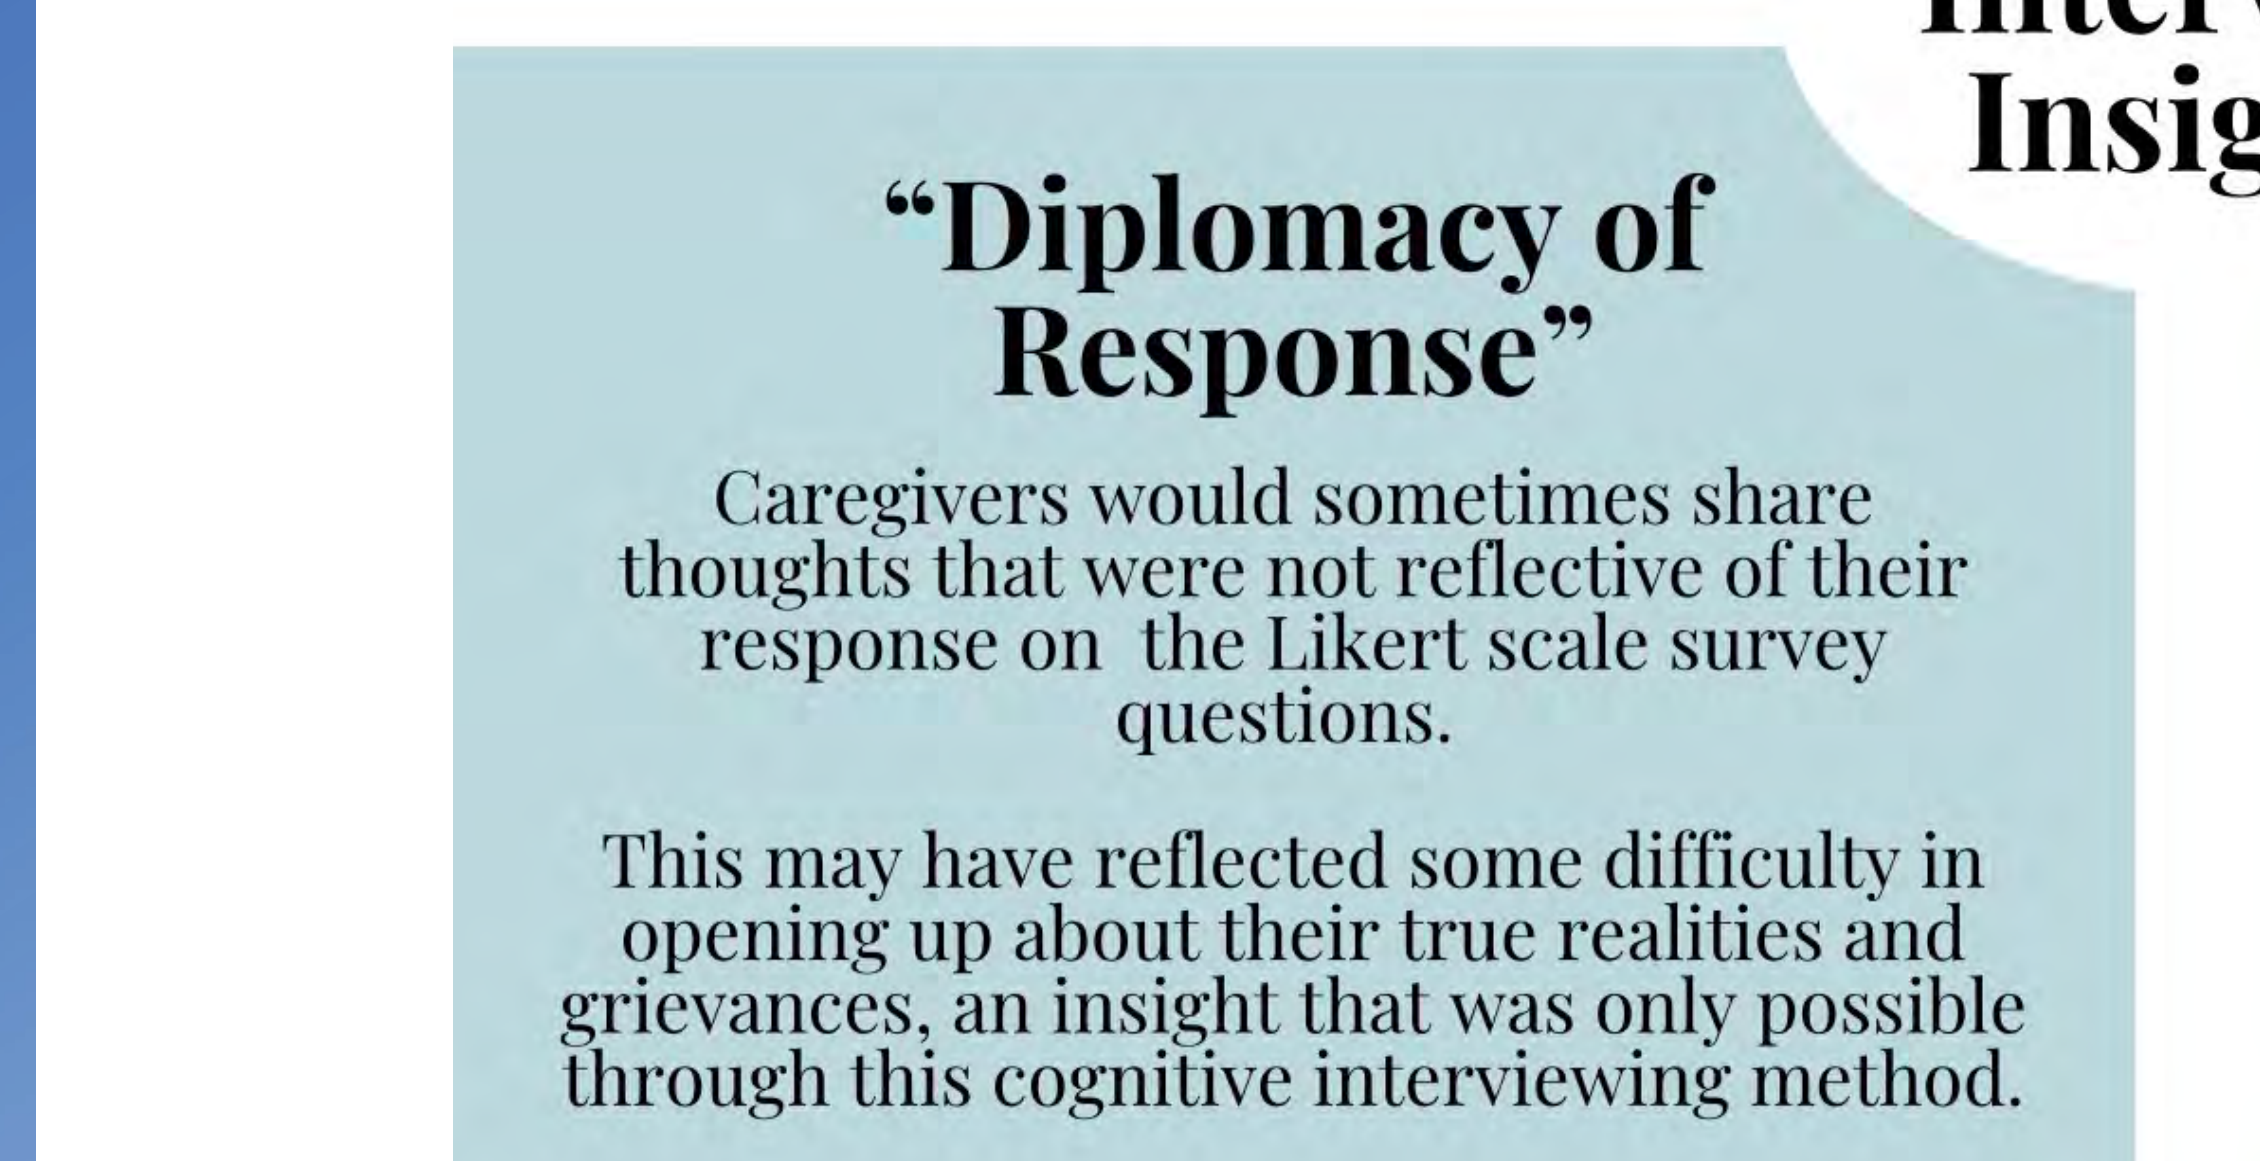 Insig
“Diplomacy of
Response”
Caregivers would sometimes share
thoughts that were not reflective of their
response on  the Likert scale survey
questions.
This may have reflected some difficulty in
opening up about their true realities and
grievances, an insight that was only possible
through this cognitive interviewing method.